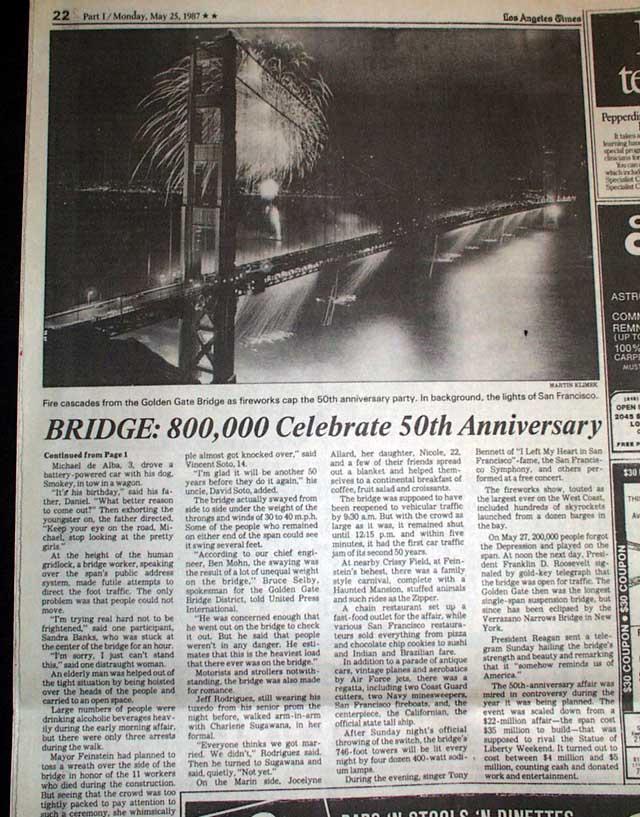 22 Part I/Monday, May 25, 1987 ★★
Los Angeles Times
MARTIN KLIMEK
Fire cascades from the Golden Gate Bridge as fireworks cap the 50th anniversary party. In background, the lights of San Francisco.
BRIDGE: 800,000 Celebrate 50th Anniversary
Continued from Page 1
Michael de Alba, 3, drove a
battery-powered car with his dog,
Smokey, in tow in a wagon.
"It's his birthday," said his fa-
ther, Daniel. "What better reason
to come out?" Then exhorting the
youngster on, the father directed,
"Keep your eye on the road, Mi-
chael, stop looking at the pretty
girls."
At the height of the human
gridlock, a bridge worker, speaking
over the span's public address
system, made futile attempts to
direct the foot traffic. The only
problem was that people could not
move.
"I'm trying real hard not to be
frightened," said one participant,
Sandra Banks, who was stuck at
the center of the bridge for an hour.
"I'm sorry, I just can't stand
this," said one distraught woman.
An elderly man was helped out of
the tight situation by being hoisted
over the heads of the people and
carried to an open space.
Large numbers of people were
drinking alcoholic beverages heav-
ily during the early morning affair,
but there were only three arrests
during the walk.
Mayor Feinstein had planned to
toss a wreath over the side of the
bridge in honor of the 11 workers
who died during the construction.
But seeing that the crowd was too
tightly packed to pay attention to
such a ceremony, she whimsically
ple almost got knocked over," said
Vincent Soto, 14.
"I'm glad it will be another 50
years before they do it again," his
uncle, David Soto, added.
The bridge actually swayed from
side to side under the weight of the
throngs and winds of 30 to 40 m.p.h.
Some of the people who remained
on either end of the span could see
it swing several feet.
"According to our chief engi-
neer, Ben Mohn, the swaying was
the result of a lot of unequal weight
on the bridge," Bruce Selby,
spokesman for the Golden Gate
Bridge District, told United Press
International.
"He was concerned enough that
he went out on the bridge to check
it out. But he said that people
weren't in any danger. He esti-
mates that this is the heaviest load
that there ever was on the bridge."
Motorists and strollers notwith-
standing, the bridge was also made
for romance.
Jeff Rodrigues, still wearing his
tuxedo from his senior prom the
night before, walked arm-in-arm
with Charlene Sugawana, in her
formal.
"Everyone thinks we got mar-
ried. We didn't," Rodrigues said.
Then he turned to Sugawana and
said, quietly, "Not yet."
On the Marin side, Jocelyne
Allard, her daughter, Nicole, 22,
and a few of their friends spread
out a blanket and helped them-
selves to a continental breakfast of
coffee, fruit salad and croissants.
The bridge was supposed to have
been reopened to vehicular traffic
by 9:30 a.m. But with the crowd as
large as it was, it remained shut
until 12:15 p.m. and within five
minutes, it had the first car traffic
jam of its second 50 years.
At nearby Crissy Field, at Fein-
stein's behest, there was a family
style carnival, complete with a
Haunted Mansion, stuffed animals
and such rides as the Zipper.
A chain restaurant set up a
fast-food outlet for the affair, while
various San Francisco restaura-
teurs sold everything from pizza
and chocolate chip cookies to sushi
and Indian and Brazilian fare.
In addition to a parade of antique
cars, vintage planes and aerobatics
by Air Force jets, there was a
regatta, including two Coast Guard
cutters, two Navy minesweepers,
San Francisco fireboats, and, the
centerpiece, the Californian, the
official state tall ship.
After Sunday night's official
throwing of the switch, the bridge's
746-foot towers will be lit every
night by four dozen 400-watt sodi-
um lamps.
During the evening, singer Tony
Bennett of "I Left My Heart in San
Francisco"-fame, the San Francis-
co Symphony, and others per-
formed at a free concert.
The fireworks show, touted as
the largest ever on the West Coast,
included hundreds of skyrockets
launched from a dozen barges in
the bay.
On May 27, 200,000 people forgot
the Depression and played on the
span. At noon the next day, Presi-
dent Franklin D. Roosevelt sig-
naled by gold-key telegraph that
the bridge was open for traffic. The
Golden Gate then was the longest
single-span suspension bridge, but
since has been eclipsed by the
Verrazano Narrows Bridge in New
York.
President Reagan sent a tele-
gram Sunday hailing the bridge's
strength and beauty and remarking
that it "somehow reminds us of
America."
The 50th-anniversary affair was
mired in controversy during the
year it was being planned. The
event was scaled down from a
$22-million affair—the span cost
$35 million to build—that was
supposed to rival the Statue of
Liberty Weekend. It turned out to
cost between $4 million and $5
million, counting cash and donated
work and entertainment.
te
Pepperdi
It takes a
learning han
special prog
clinicians for
You can
which includ
Specialist C
Specialist C
a
ASTRO
COMM
REMN
(UP TO
100%
CARPE
MUST
OPEN
2045 S
LO
FREE P
$30
$30 COUPON • $30 COUPON